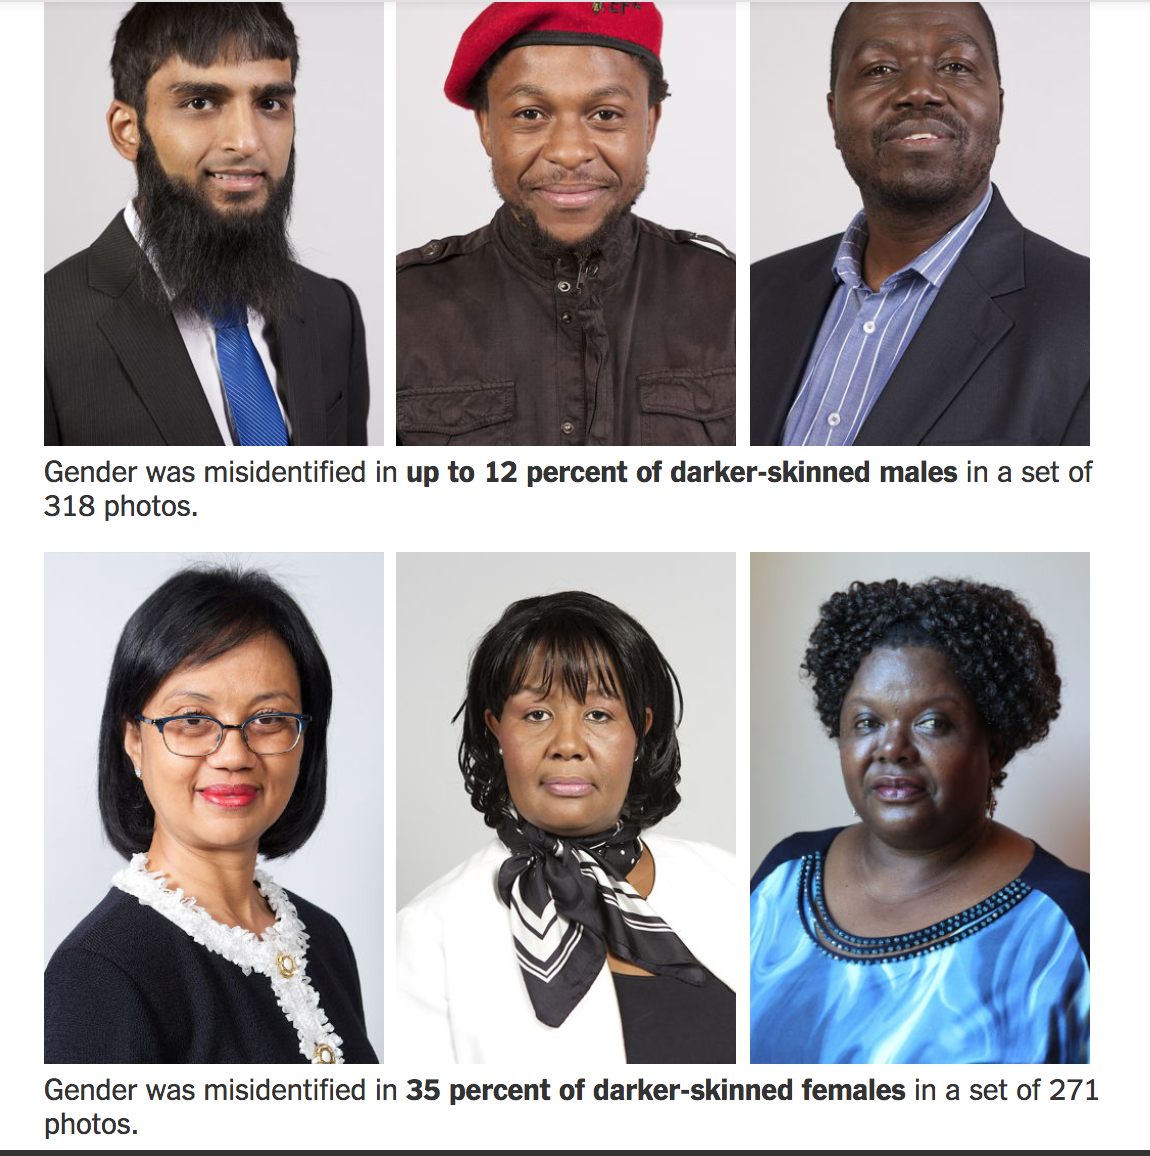 EFF
Gender was misidentified in up to 12 percent of darker-skinned males in a set of
318 photos.
Gender was misidentified in 35 percent of darker-skinned females in a set of 271
photos.